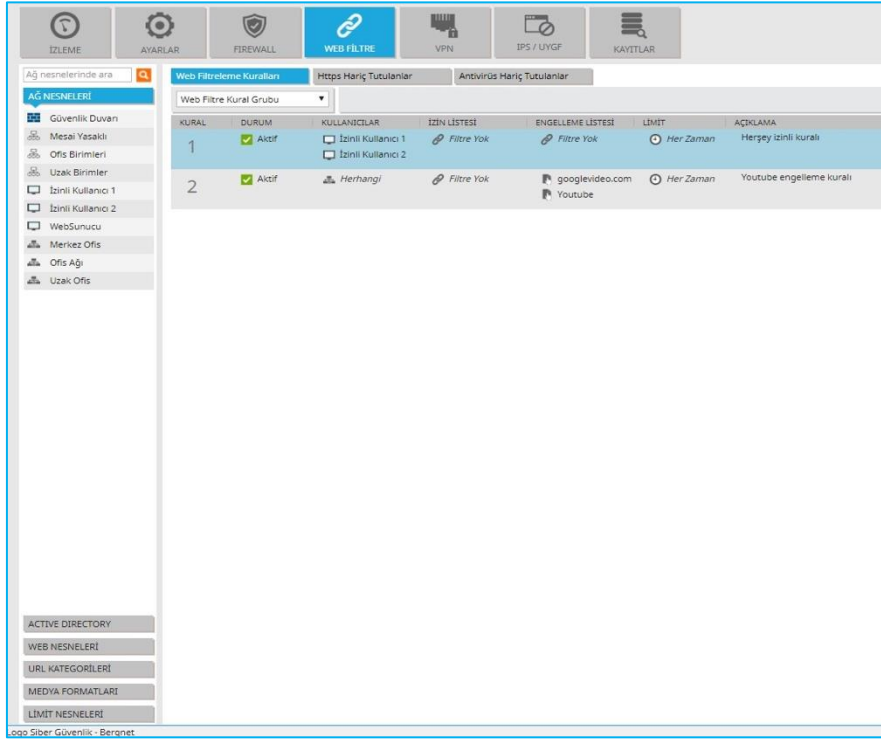 İZLEME
AYARLAR
FIREWALL
WEB FİLTRE
VPN
IPS / UYGF
KAYITLAR
Ağ nesnelerinde ara
AĞ NESNELERİ
Güvenlik Duvarı
Mesai Yasaklı
Ofis Birimleri
Uzak Birimler
İzinli Kullanıcı 1
İzinli Kullanıcı 2
WebSunucu
Merkez Ofis
Ofis Ağı
Uzak Ofis
ACTIVE DIRECTORY
WEB NESNELERİ
URL KATEGORİLERİ
MEDYA FORMATLARI
LİMİT NESNELERİ
Web Filtreleme Kuralları
Https Hariç Tutulanlar
Antivirüs Hariç Tutulanlar
Web Filtre Kural Grubu
KURAL DURUM KULLANICILAR İZİN LİSTESİ ENGELLEME LİSTESİ LİMİT AÇIKLAMA
1 Aktif İzinli Kullanıcı 1 Filtre Yok Filtre Yok Her Zaman Herşey izinli kuralı
İzinli Kullanıcı 2
2 Aktif Herhangi Filtre Yok googlevideo.com Her Zaman Youtube engelleme kuralı
Youtube
Logo Siber Güvenlik - Berqnet